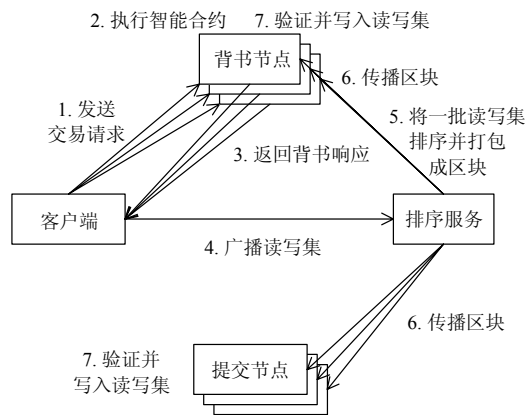 2. 执行智能合约
7. 验证并写入读写集
背书节点
6. 传播区块
1. 发送
交易请求
5. 将一批读写集
排序并打包
成区块
3. 返回背书响应
客户端
排序服务
4. 广播读写集
6. 传播区块
7. 验证并
写入读写集
提交节点